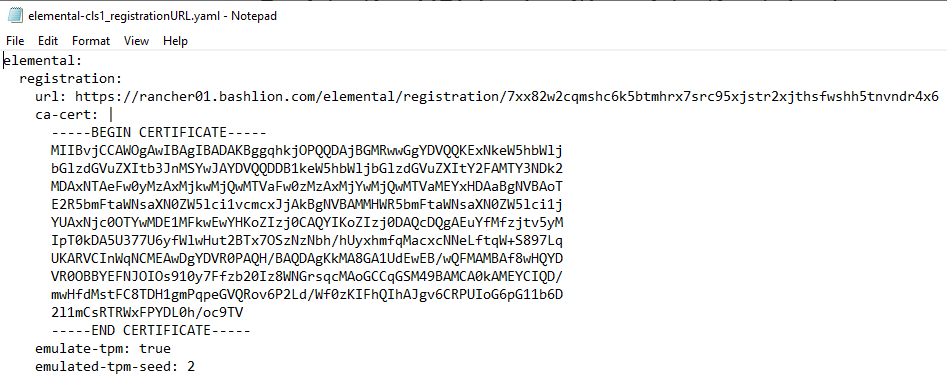 elemental-cls1_registrationURL.yaml - Notepad
File Edit Format View Help
elemental:
  registration:
    url: https://rancher01.bashlion.com/elemental/registration/7xx82w2cqmshc6k5btmhrx7src95xjstr2xjthsfwshh5tnvndr4x6
    ca-cert: |
      -----BEGIN CERTIFICATE-----
      MIIBvjCCAWOgAwIBAgIBADAKBggqhkjOPQQDAjBGMRwwGgYDVQQKExNkeW5hbWlj
      bGlzdGVuZXItb3JnMSYwJAYDVQQDDB1keW5hbWljbGlzdGVuZXItY2FAMTY3NDk2
      MDAxNTAeFw0yMzAxMjkwMjQwMTVaFw0zMzAxMjYwMjQwMTVaMEYxHDAaBgNVBAoT
      E2R5bmFtaWNsaXN0ZW5lci1vcmcxJjAkBgNVBAMMHWR5bmFtaWNsaXN0ZW5lci1j
      YUAxNjc0OTYwMDE1MFkwEwYHKoZIzj0CAQYIKoZIzj0DAQcDQgAEuYfMfzjtv5yM
      IpT0kDA5U377U6yfWlwHut2BTx7OSzNzNbh/hUyxhmfqMacxcNNeLftqW+S897Lq
      UKARVCInWqNCMEAwDgYDVR0PAQH/BAQDAgKkMA8GA1UdEwEB/wQFMAMBAf8wHQYD
      VR0OBBYEFNJOIOs910y7Ffzb20Iz8WNGrsqcMAoGCCqGSM49BAMCA0kAMEYCIQD/
      mwHfdMstFC8TDH1gmPqpeGVQRov6P2Ld/Wf0zKIFhQIhAJgv6CRPUIoG6pG11b6D
      2l1mCsRTRWxFPYDL0h/oc9TV
      -----END CERTIFICATE-----
    emulate-tpm: true
    emulated-tpm-seed: 2